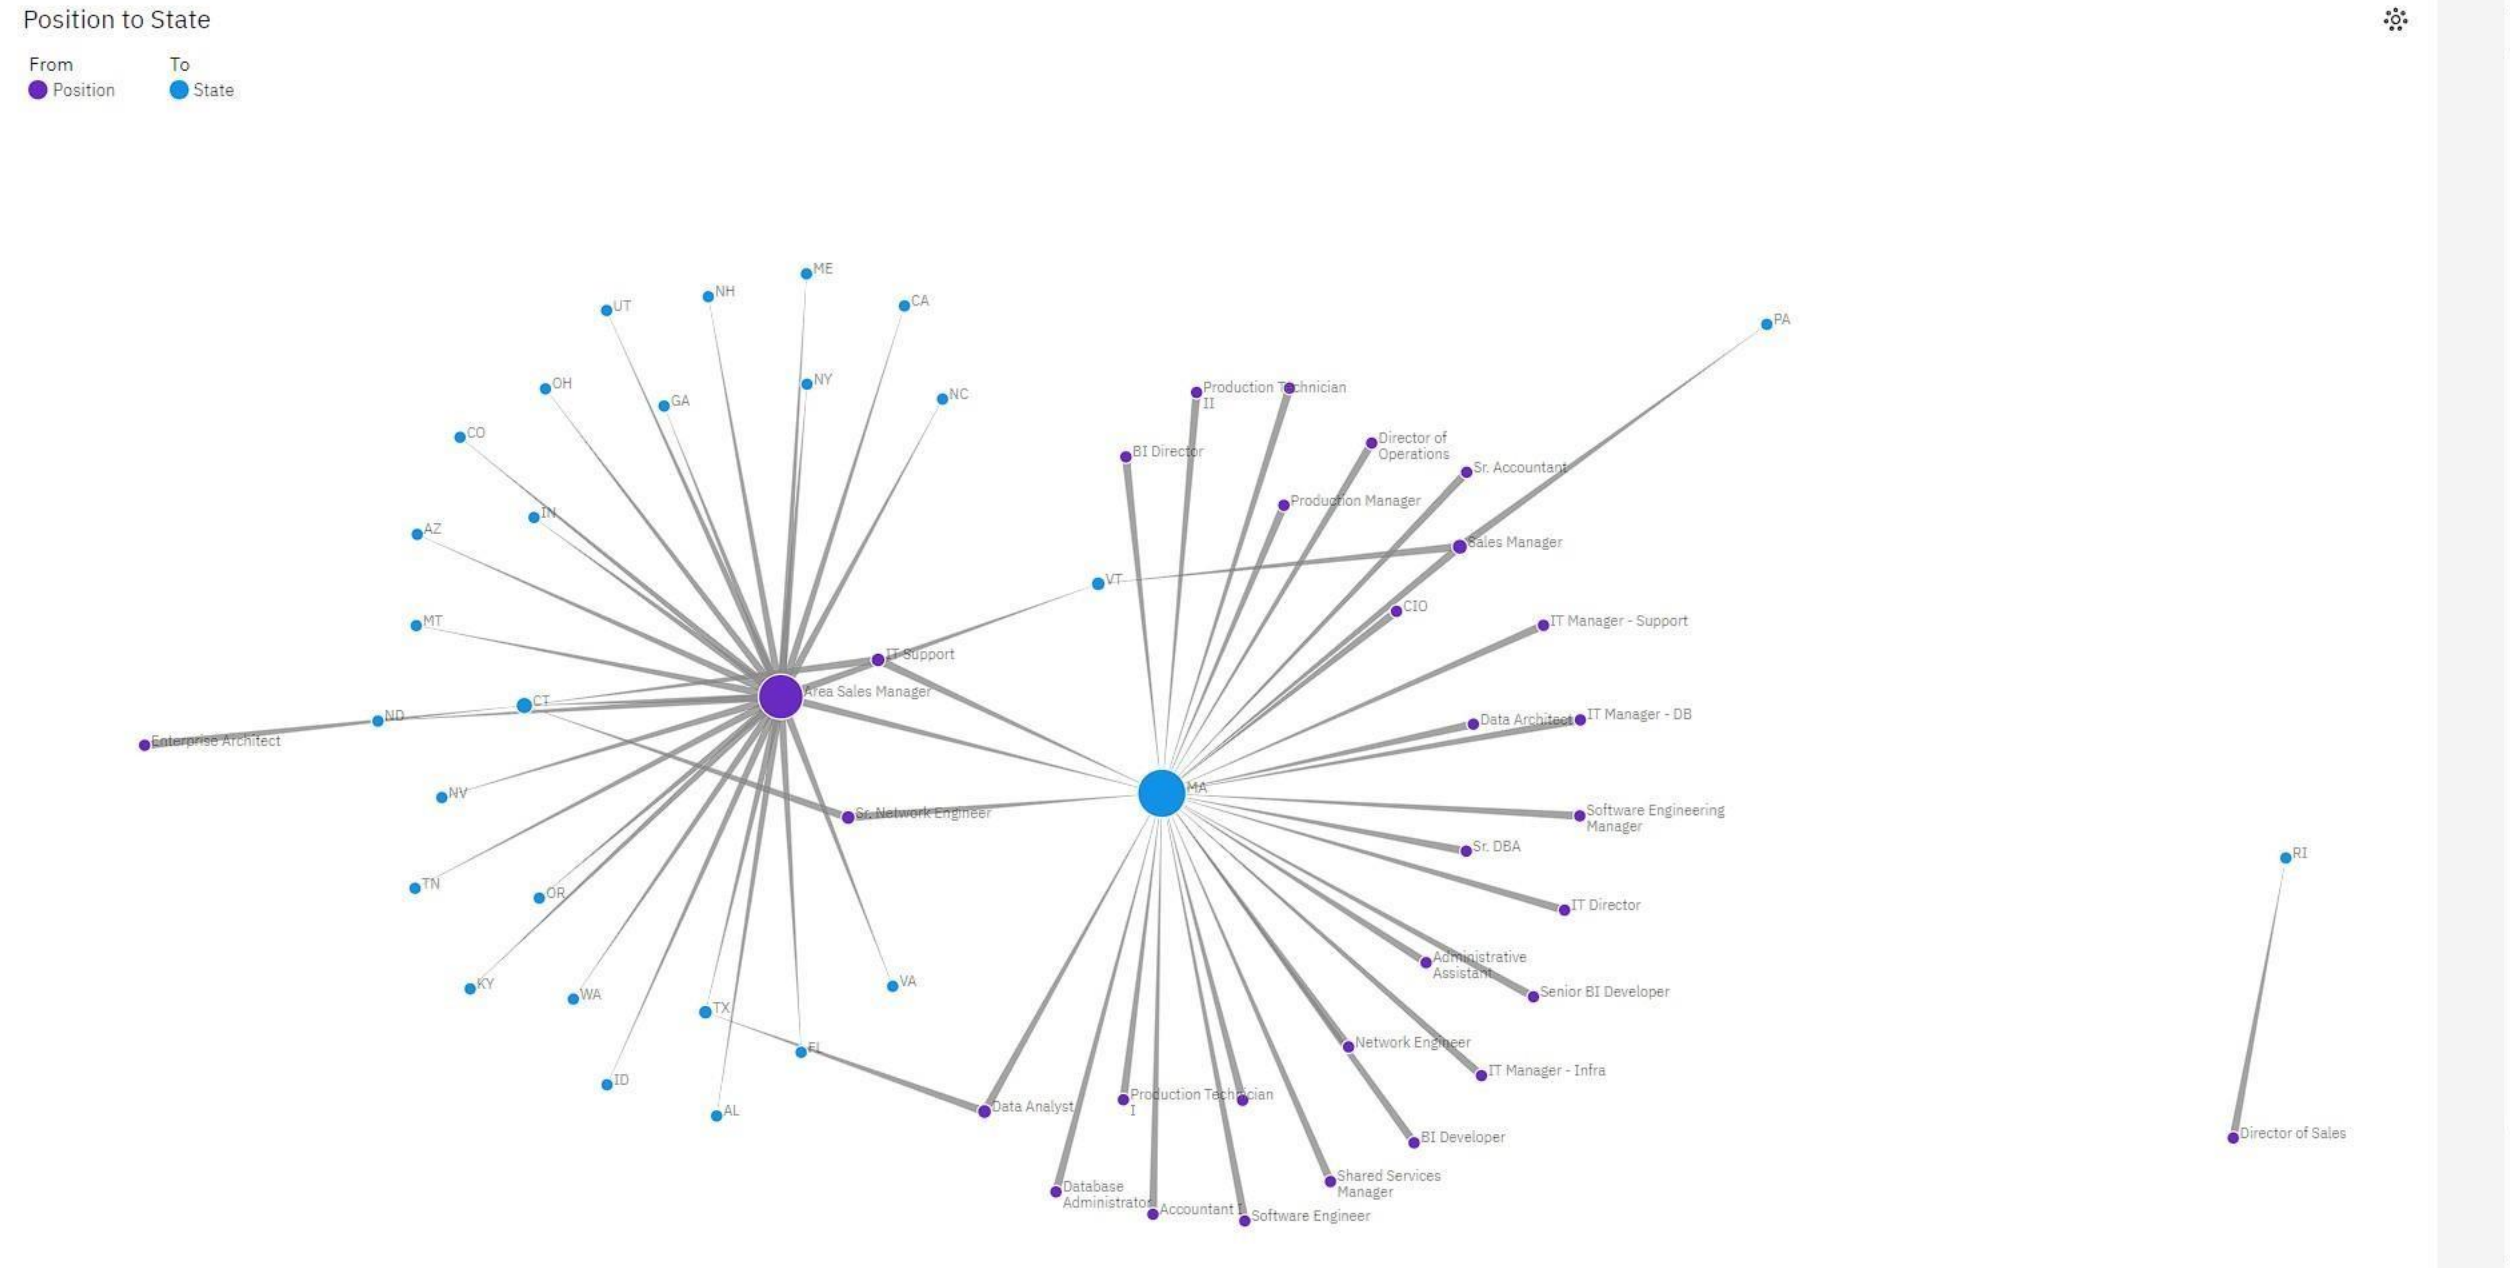 Position to State
From To
Position State
ME
NH
CA
UT
PA
OH
NY
Production Technician
II
NC
GA
CO
Director of
Operations
BI Director
Sr. Accountant
Production Manager
IN
AZ
Sales Manager
VT
CIO
MT
IT Manager - Support
IT Support
Area Sales Manager
CT
ND
Data Architect
IT Manager - DB
Enterprise Architect
MA
NV
Sr. Network Engineer
Software Engineering
Manager
Sr. DBA
RI
TN
OR
IT Director
Administrative
Assistant
KY
WA
VA
Senior BI Developer
TX
FL
Network Engineer
IT Manager - Infra
ID
Production Technician
I
AL
Data Analyst
BI Developer
Director of Sales
Shared Services
Manager
Database
Administrator
Accountant I
Software Engineer